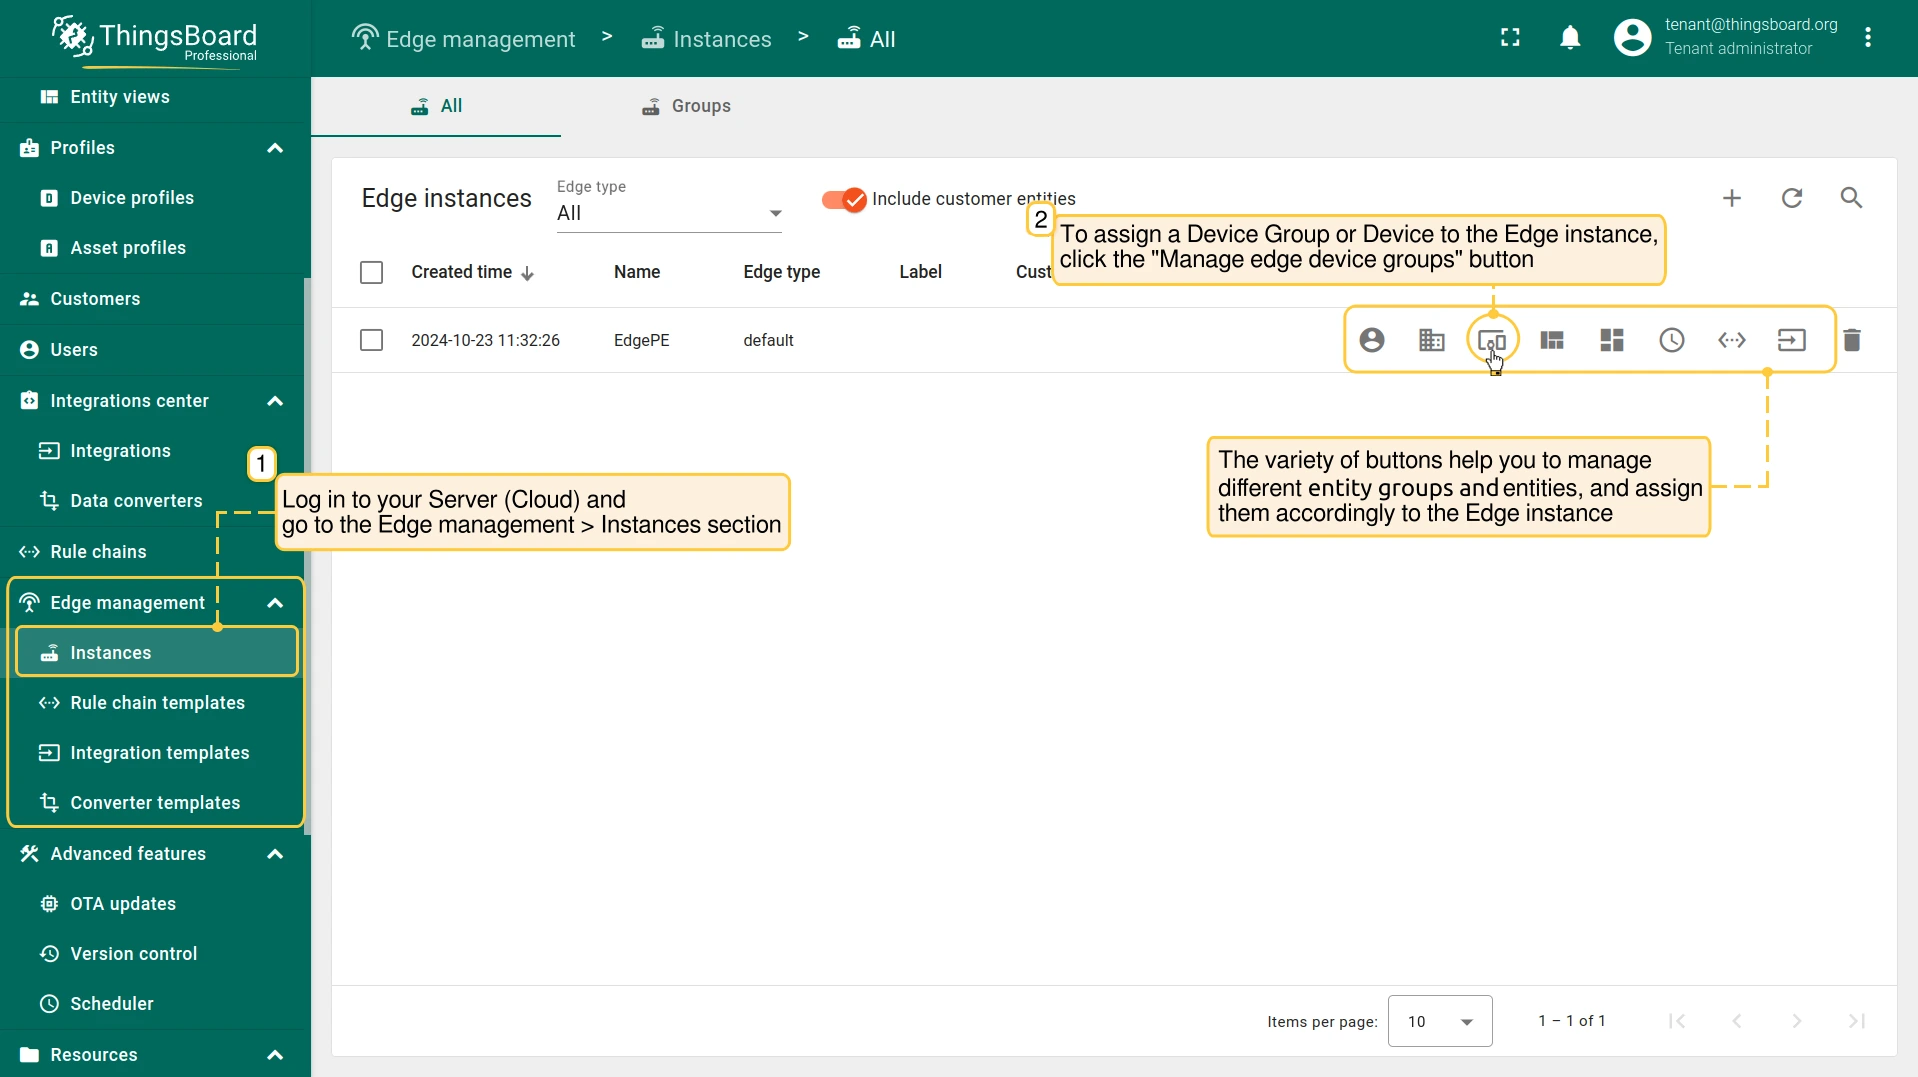 ThingsBoard
Professional
Edge management > Instances > All
tenant@thingsboard.org
Tenant administrator
Entity views
Profiles
Device profiles
Asset profiles
Customers
Users
Integrations center
Integrations
Data converters
Rule chains
Edge management
Instances
Rule chain templates
Integration templates
Converter templates
Advanced features
OTA updates
Version control
Scheduler
Resources
All
Groups
Edge instances
Edge type
All
Include customer entities
2
To assign a Device Group or Device to the Edge instance,
click the "Manage edge device groups" button
Created time Name Edge type Label Cust
2024-10-23 11:32:26 EdgePE default
1
Log in to your Server (Cloud) and
go to the Edge management > Instances section
The variety of buttons help you to manage
different entity groups and entities, and assign
them accordingly to the Edge instance
Items per page: 10 1 – 1 of 1